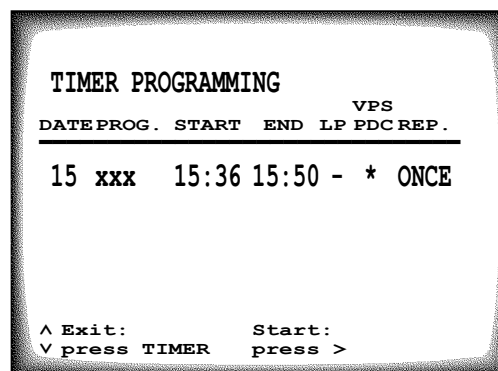 TIMER PROGRAMMING
VPS
DATE PROG. START END LP PDC REP.
15 xxx 15:36 15:50 – * ONCE
^ Exit: Start:
v press TIMER press >